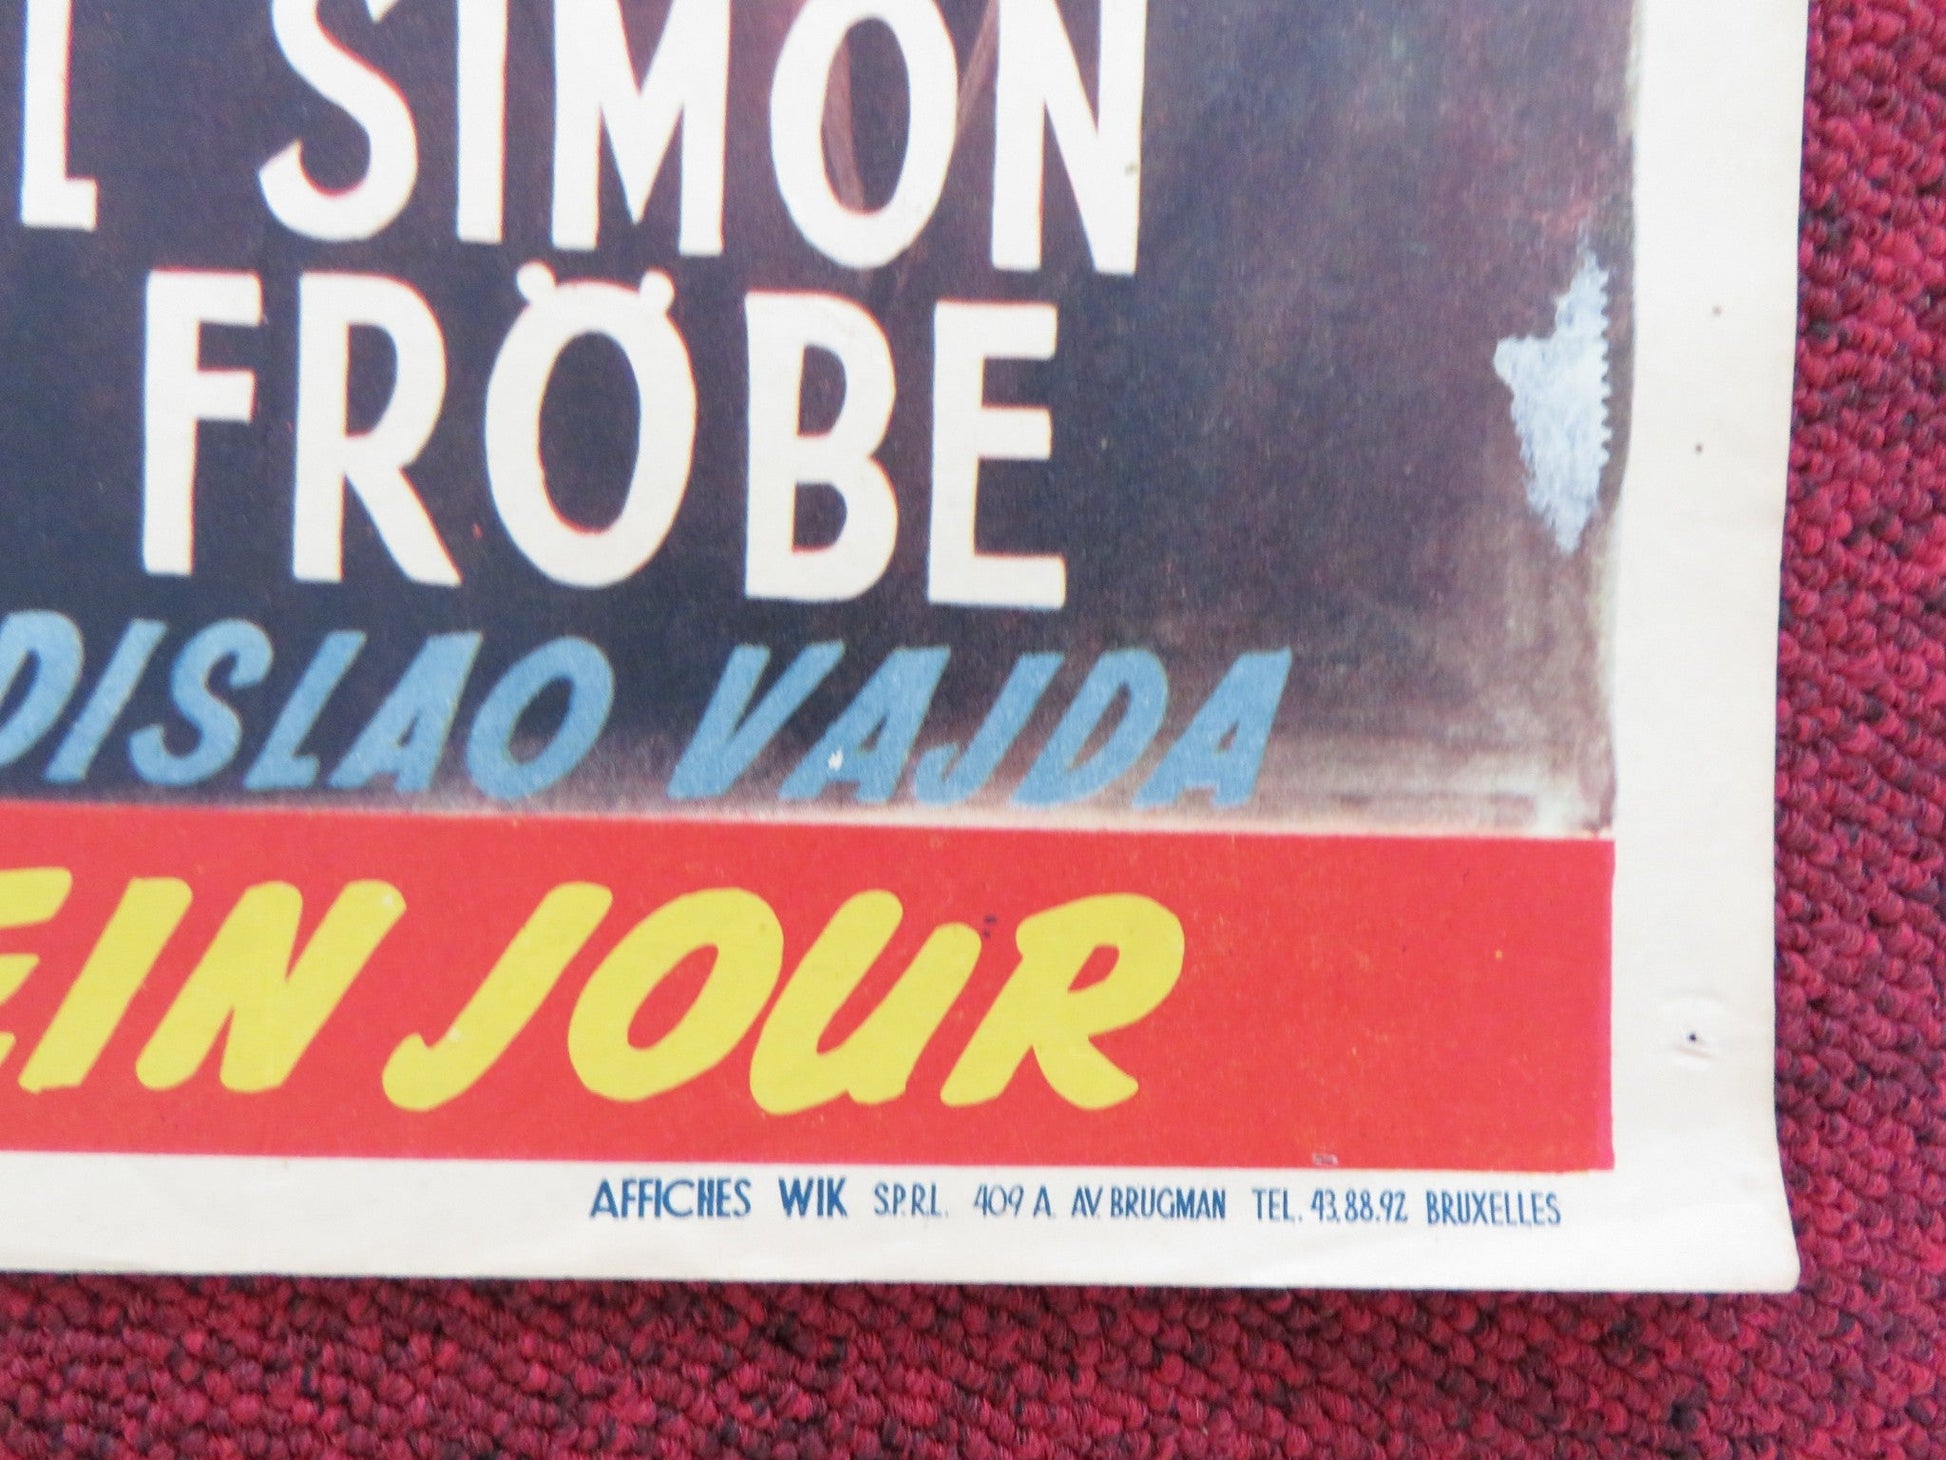 L SIMON
FRÖBE
DISLAO VAJDA
EIN JOUR
AFFICHES WIK S.P.R.L. 409 A. AV. BRUGMAN TEL. 43.88.92 BRUXELLES